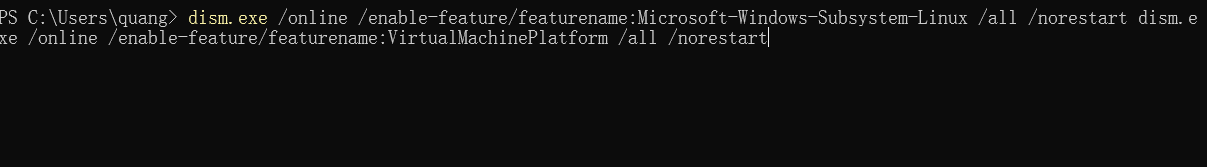 PS C:\Users\quang> dism.exe /online /enable-feature/featurename:Microsoft-Windows-Subsystem-Linux /all /norestart dism.e
xe /online /enable-feature/featurename:VirtualMachinePlatform /all /norestart